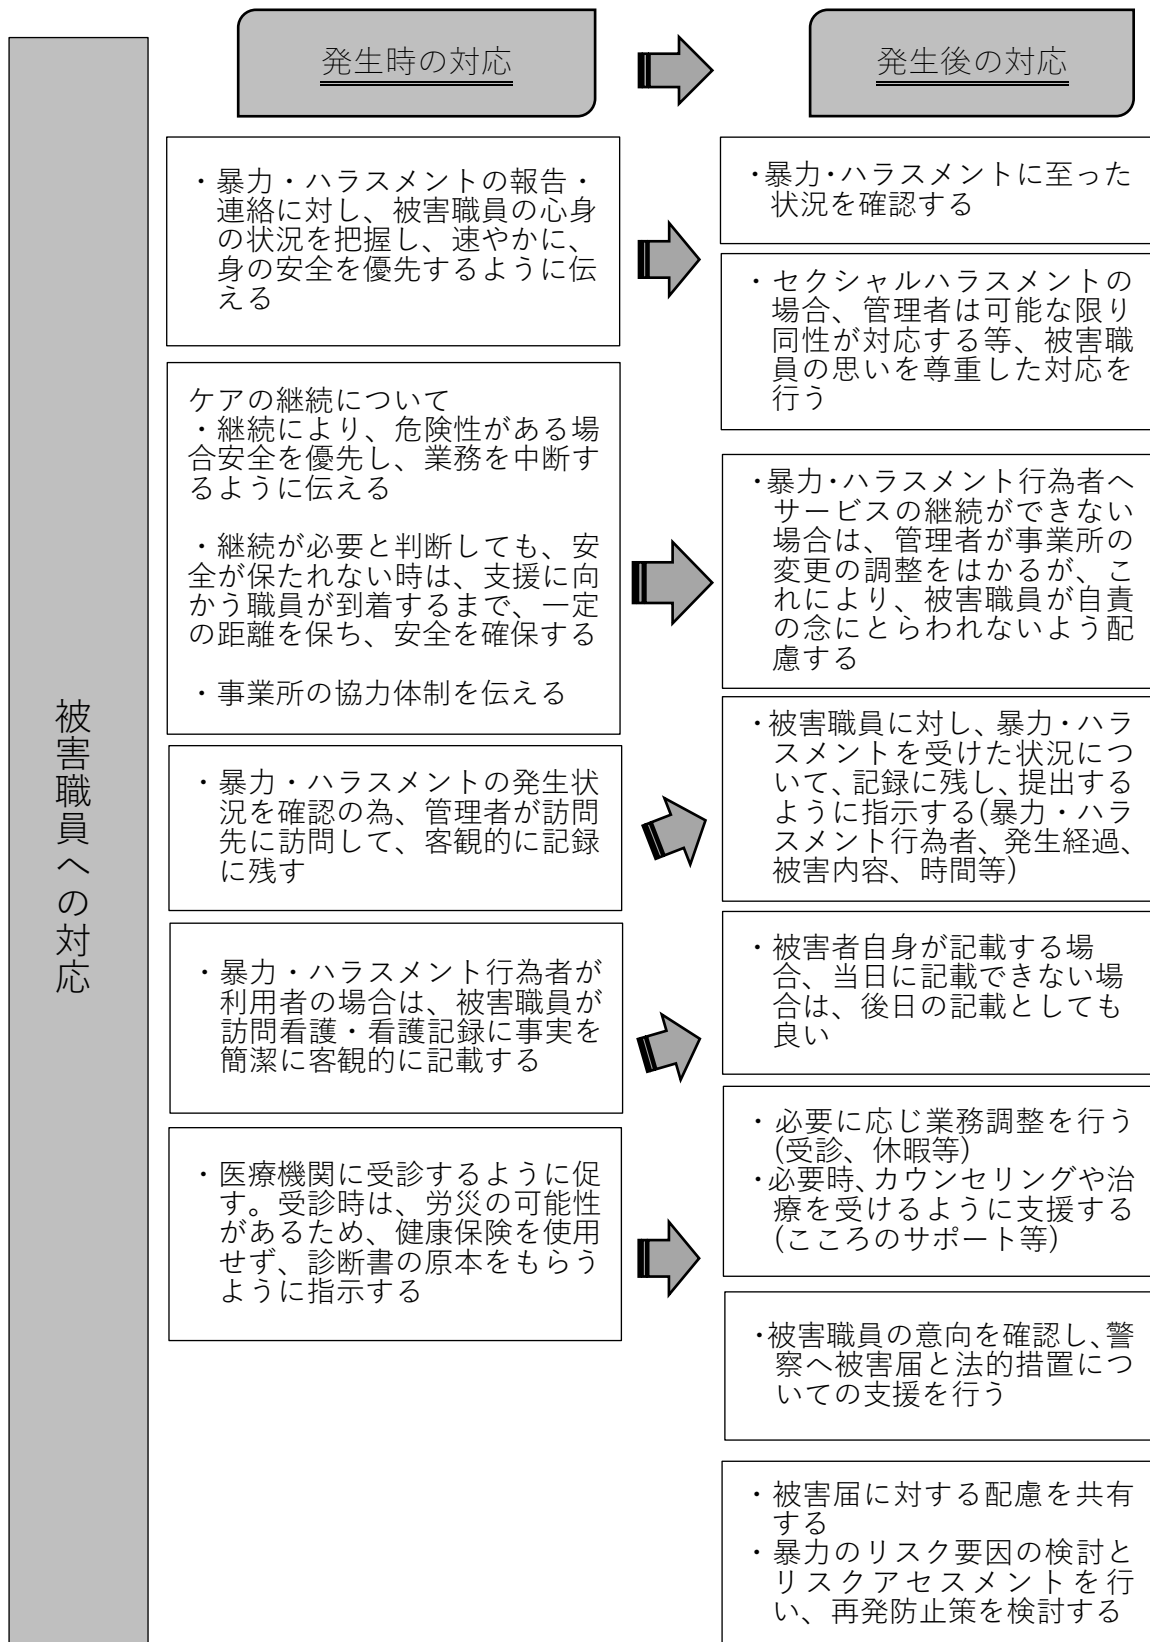 発生時の対応
発生後の対応
被害職員への対応
・暴力・ハラスメントの報告・
連絡に対し、被害職員の心身
の状況を把握し、速やかに、
身の安全を優先するように伝
える
ケアの継続について
・継続により、危険性がある場
合安全を優先し、業務を中断す
るように伝える
・継続が必要と判断しても、安
全が保たれない時は、支援に向
かう職員が到着するまで、一定
の距離を保ち、安全を確保する
・事業所の協力体制を伝える
・暴力・ハラスメントの発生状
況を確認の為、管理者が訪問
先に訪問して、客観的に記録
に残す
・暴力・ハラスメント行為者が
利用者の場合は、被害職員が
訪問看護・看護記録に事実を
簡潔に客観的に記載する
・医療機関に受診するように促
す。受診時は、労災の可能性
があるため、健康保険を使用
せず、診断書の原本をもらう
ように指示する
・暴力・ハラスメントに至った
状況を確認する
・セクシャルハラスメントの
場合、管理者は可能な限り
同性が対応する等、被害職
員の思いを尊重した対応を
行う
・暴力・ハラスメント行為者へ
サービスの継続ができない
場合は、管理者が事業所の
変更の調整をはかるが、こ
れにより、被害職員が自責
の念にとらわれないよう配
慮する
・被害職員に対し、暴力・ハラ
スメントを受けた状況につ
いて、記録に残し、提出する
ように指示する(暴力・ハラ
スメント行為者、発生経過、
被害内容、時間等)
・被害者自身が記載する場
合、当日に記載できない場
合は、後日の記載としても
良い
・必要に応じ業務調整を行う
(受診、休暇等)
・必要時、カウンセリングや治
療を受けるように支援する
(こころのサポート等)
・被害職員の意向を確認し、警
察へ被害届と法的措置につ
いての支援を行う
・被害届に対する配慮を共有
する
・暴力のリスク要因の検討と
リスクアセスメントを行
い、再発防止策を検討する